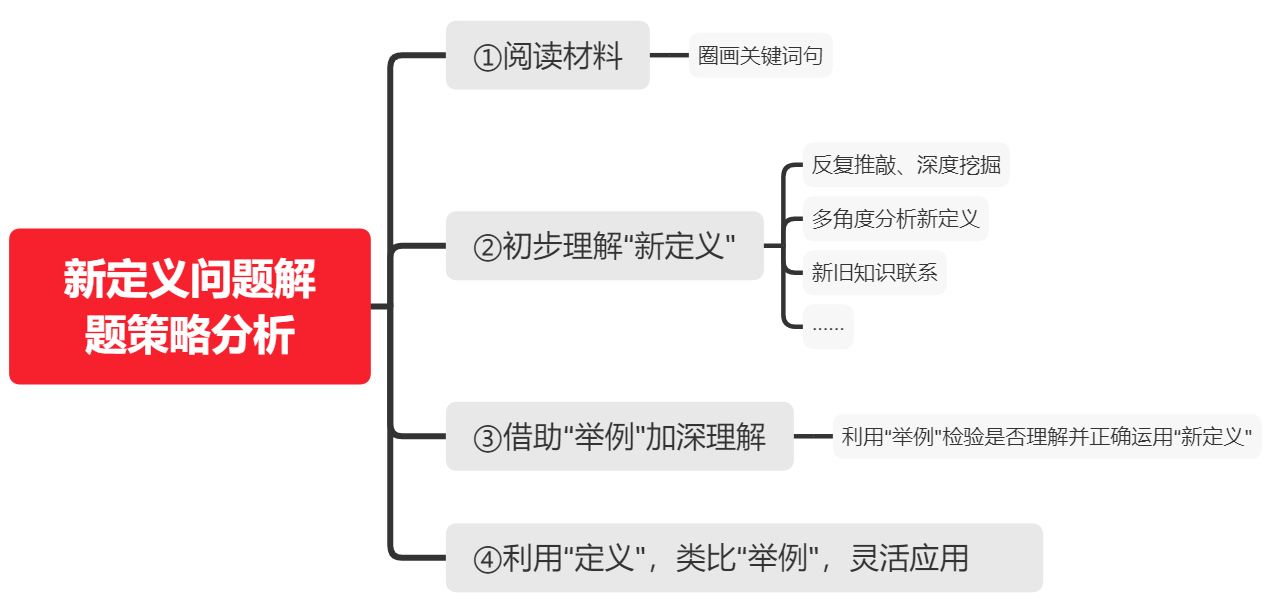 新定义问题解
题策略分析
①阅读材料
圈画关键词句
②初步理解"新定义"
反复推敲、深度挖掘
多角度分析新定义
新旧知识联系
......
③借助"举例"加深理解
利用"举例"检验是否理解并正确运用"新定义"
④利用"定义"，类比"举例"，灵活应用